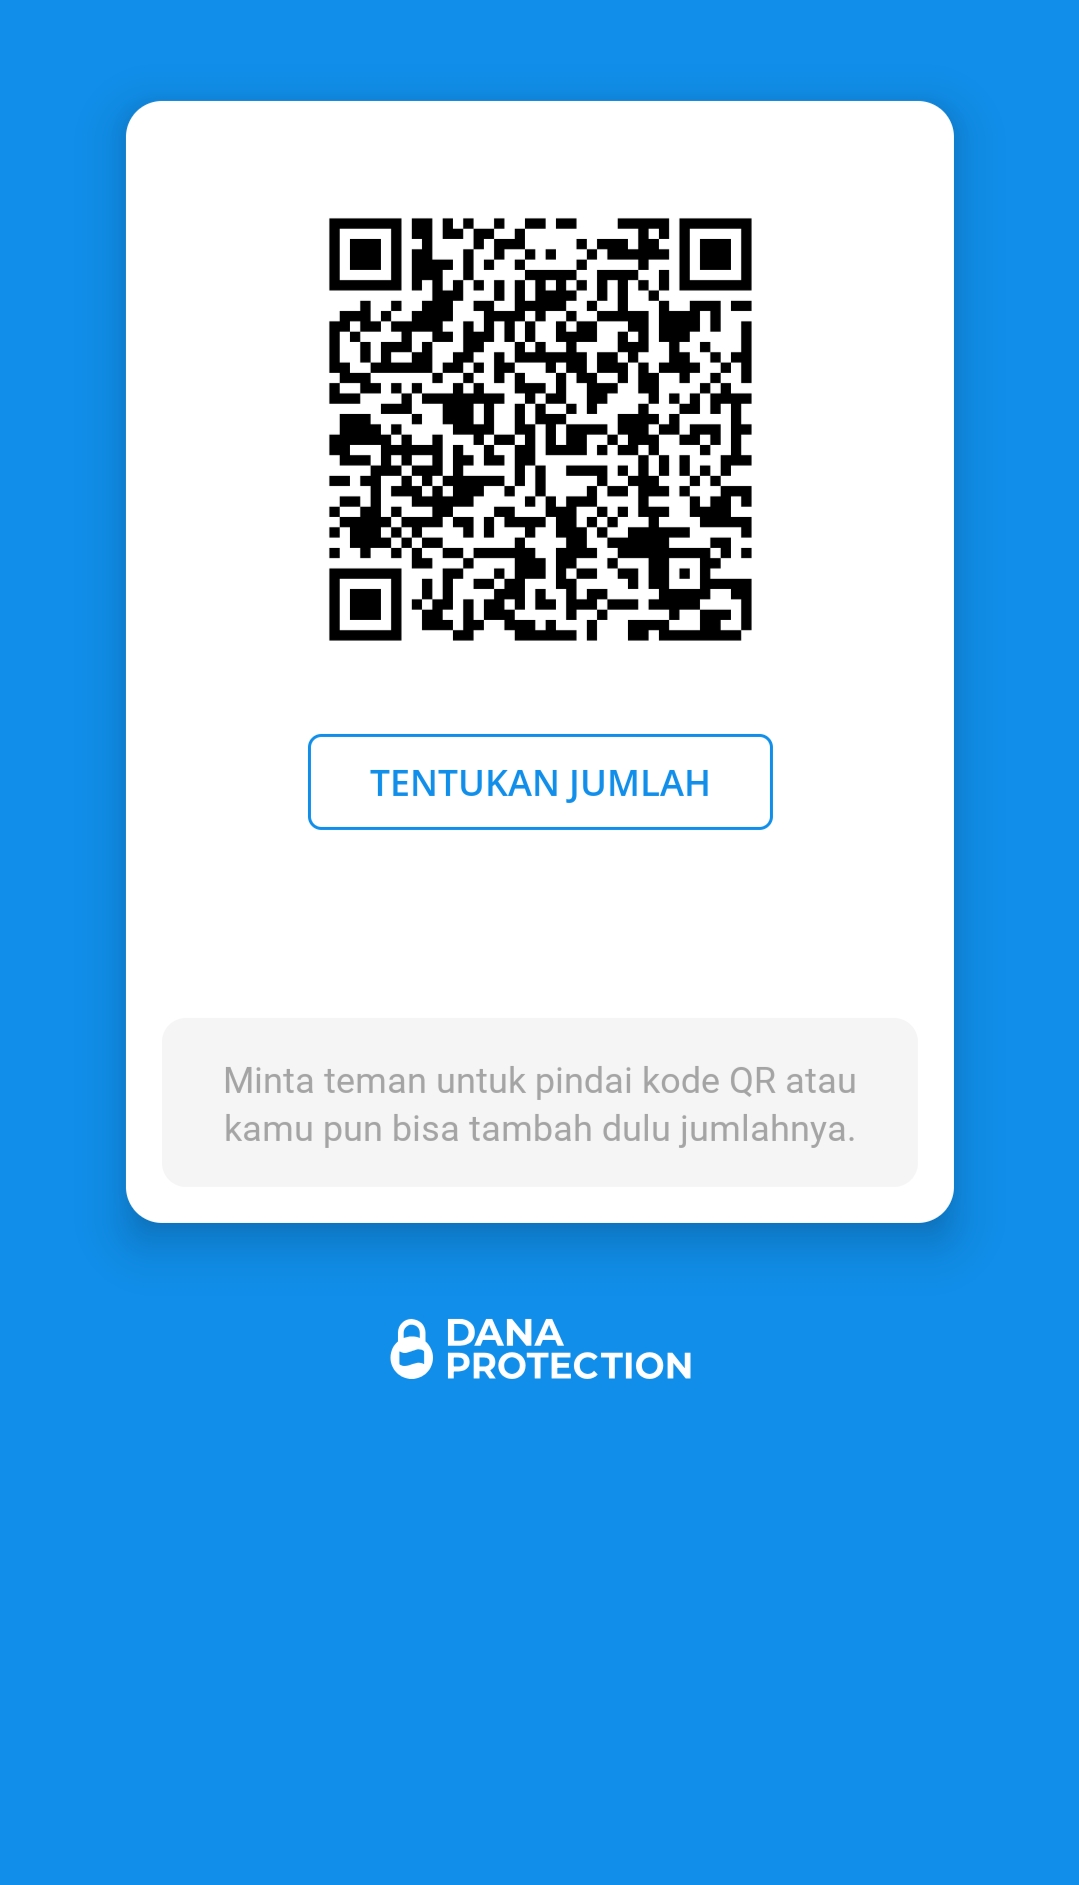 TENTUKAN JUMLAH
Minta teman untuk pindai kode QR atau
kamu pun bisa tambah dulu jumlahnya.
DANA
PROTECTION